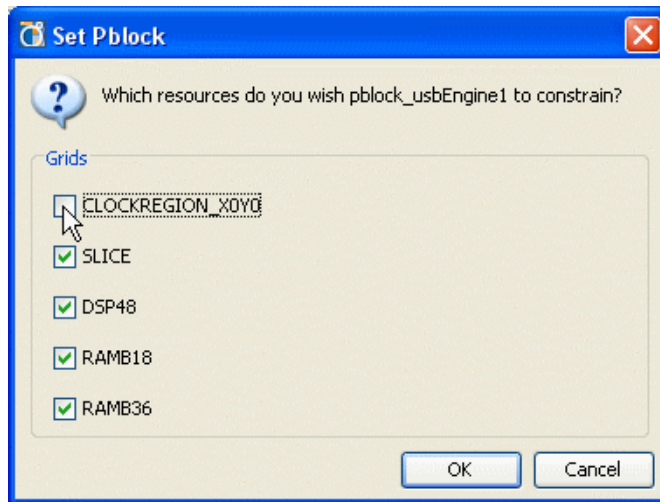 Set Pblock
Which resources do you wish pblock_usbEngine1 to constrain?
Grids
CLOCKREGION_X0Y0
SLICE
DSP48
RAMB18
RAMB36
OK
Cancel